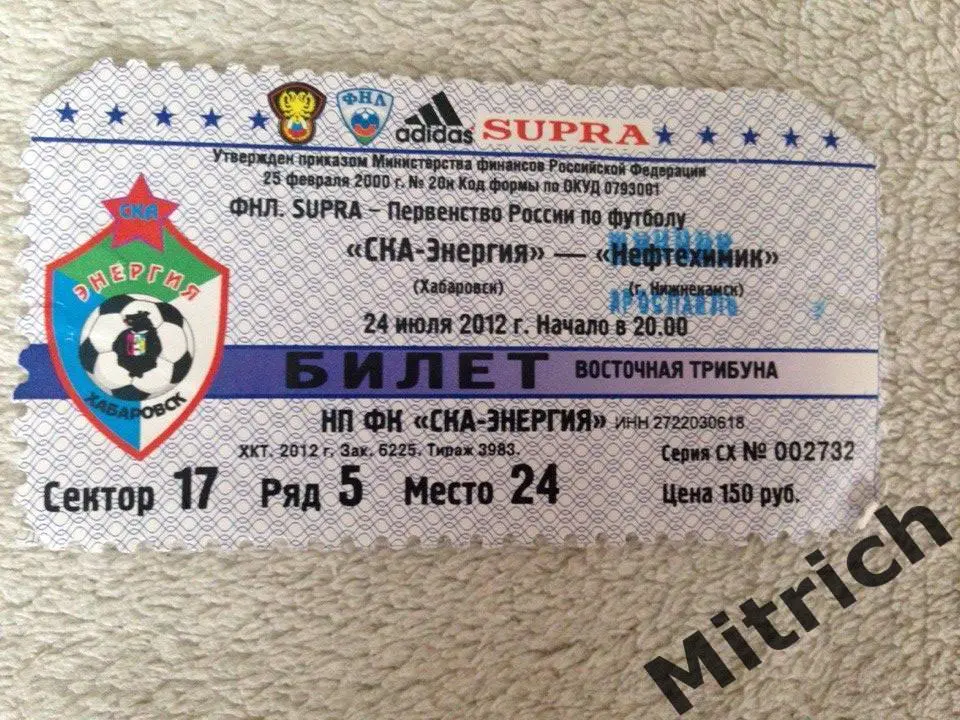 ФНЛ
adidas SUPRA
Утвержден приказом Министерства финансов Российской Федерации
25 февраля 2000 г. № 20н Код формы по ОКУД 0793001
ФНЛ. SUPRA – Первенство России по футболу
СКА
ЭНЕРГИЯ
ХАБАРОВСК
«СКА-Энергия» — «Нефтехимик»
(Хабаровск) (г. Нижнекамск)
ШИННИК
ЯРОСЛАВЛЬ
24 июля 2012 г. Начало в 20.00
БИЛЕТ ВОСТОЧНАЯ ТРИБУНА
НП ФК «СКА-ЭНЕРГИЯ» ИНН 2722030618
ХКТ. 2012 г. Зак. 6225. Тираж 3983.
Серия СХ № 002732
Сектор 17 Ряд 5 Место 24
Цена 150 руб.
Mitrich